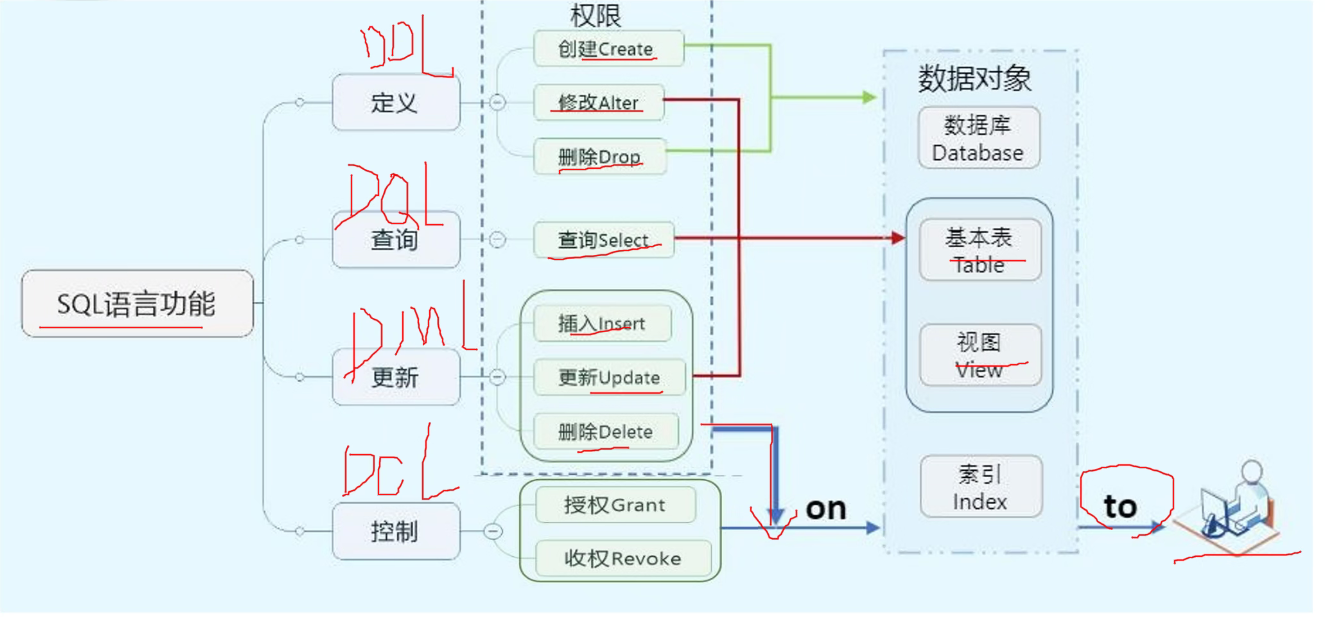 权限
DDL
创建Create
定义
修改Alter
删除Drop
数据对象
数据库
Database
DQL
查询
查询Select
基本表
Table
SQL语言功能
DML
更新
插入Insert
更新Update
删除Delete
视图
View
DCL
控制
授权Grant
收权Revoke
on
索引
Index
to